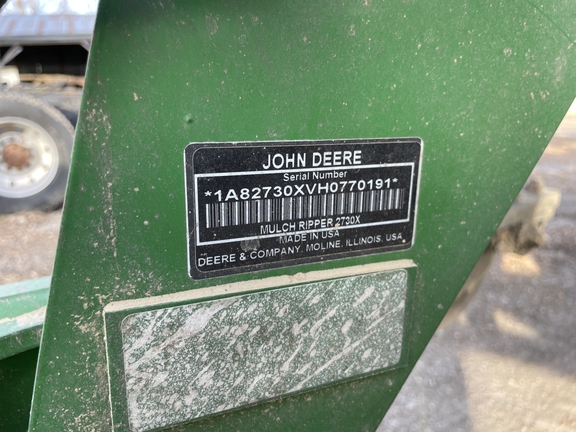 JOHN DEERE
Serial Number
*1A82730XVH0770191*
MULCH RIPPER 2730X
MADE IN USA
DEERE & COMPANY, MOLINE, ILLINOIS, USA